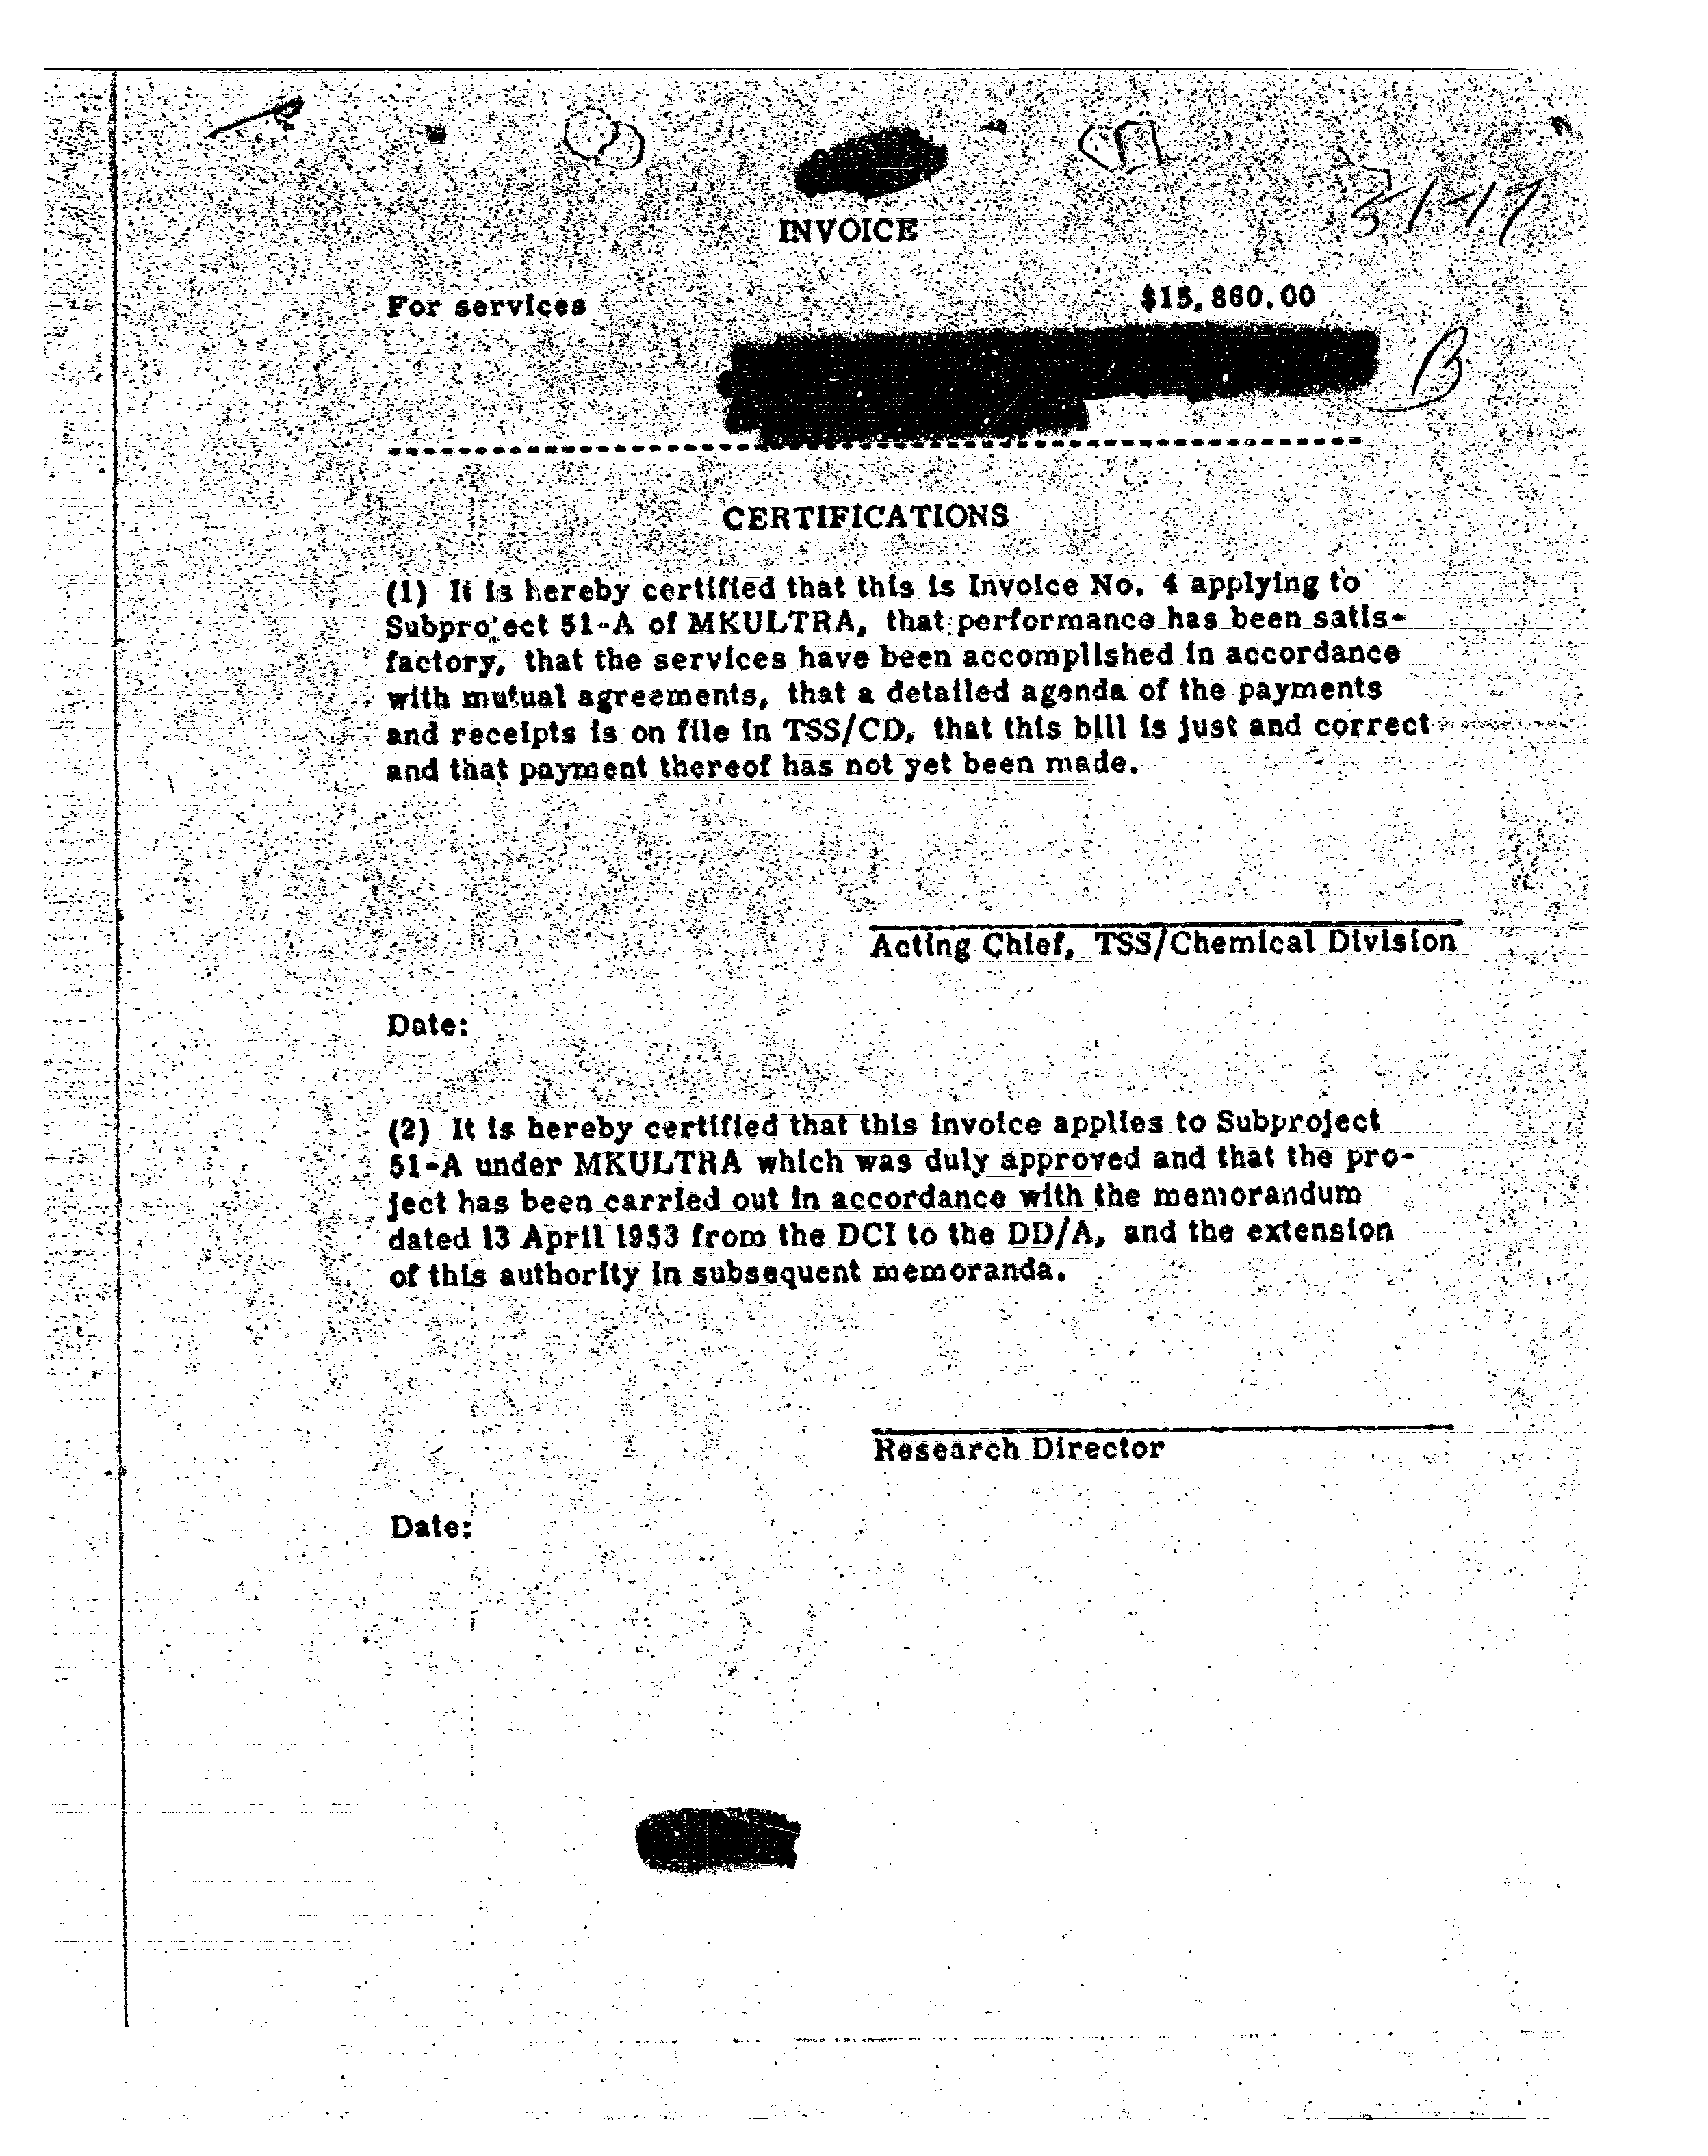 51-17
INVOICE
For services $15,860.00
B
CERTIFICATIONS
(1) It is hereby certified that this is Invoice No. 4 applying to
Subproject 51-A of MKULTRA, that performance has been satis-
factory, that the services have been accomplished in accordance
with mutual agreements, that a detailed agenda of the payments
and receipts is on file in TSS/CD, that this bill is just and correct
and that payment thereof has not yet been made.
Acting Chief, TSS/Chemical Division
Date:
(2) It is hereby certified that this invoice applies to Subproject
51-A under MKULTRA which was duly approved and that the pro-
ject has been carried out in accordance with the memorandum
dated 13 April 1953 from the DCI to the DD/A, and the extension
of this authority in subsequent memoranda.
Research Director
Date: